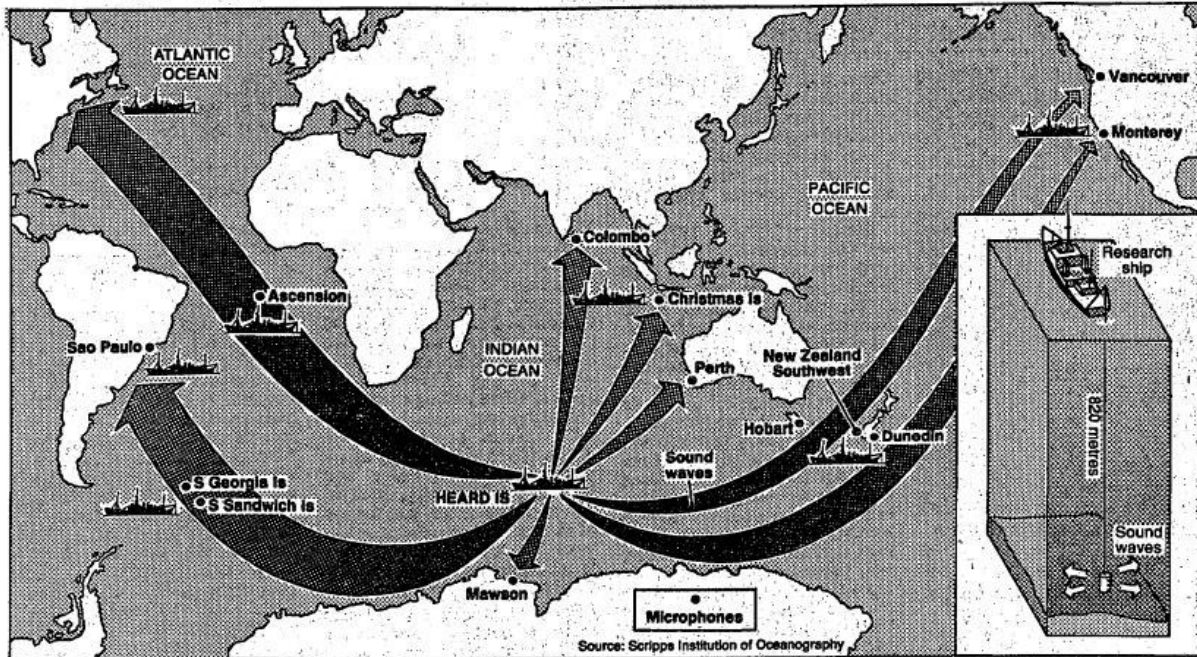 ATLANTIC
OCEAN
Vancouver
Monterey
PACIFIC
OCEAN
Colombo
Research
ship
Ascension
Christmas Is
Sao Paulo
INDIAN
OCEAN
New Zealand
Southwest
Perth
820 metres
Hobart
Dunedin
Sound
waves
S Georgia Is
S Sandwich Is
HEARD IS
Sound
waves
Mawson
Microphones
Source: Scripps Institution of Oceanography